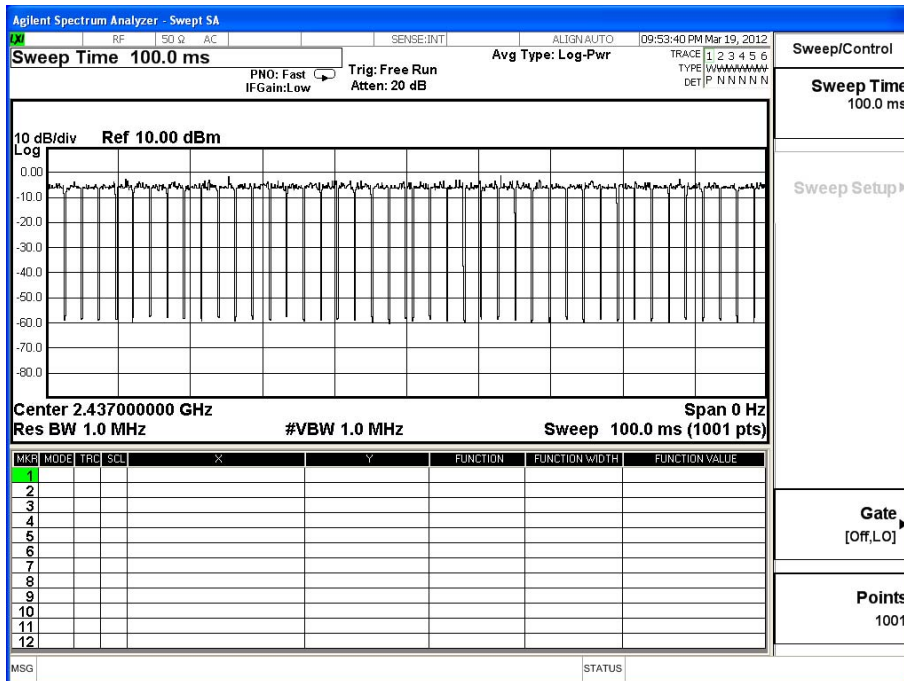 Agilent Spectrum Analyzer - Swept SA
LXI RF 50 Ω AC SENSE:INT ALIGN AUTO 09:53:40 PM Mar 19, 2012
Sweep Time 100.0 ms
PNO: Fast
IFGain:Low
Trig: Free Run
Atten: 20 dB
Avg Type: Log-Pwr
TRACE 1 2 3 4 5 6
TYPE WWWWWW
DET P N N N N N
10 dB/div Ref 10.00 dBm
Log
0.00
-10.0
-20.0
-30.0
-40.0
-50.0
-60.0
-70.0
-80.0
Center 2.437000000 GHz Span 0 Hz
Res BW 1.0 MHz #VBW 1.0 MHz Sweep 100.0 ms (1001 pts)
MKR MODE TRC SCL X Y FUNCTION FUNCTION WIDTH FUNCTION VALUE
1
2
3
4
5
6
7
8
9
10
11
12
MSG STATUS
Sweep/Control
Sweep Time
100.0 ms
Sweep Setup
Gate
[Off,LO]
Points
1001